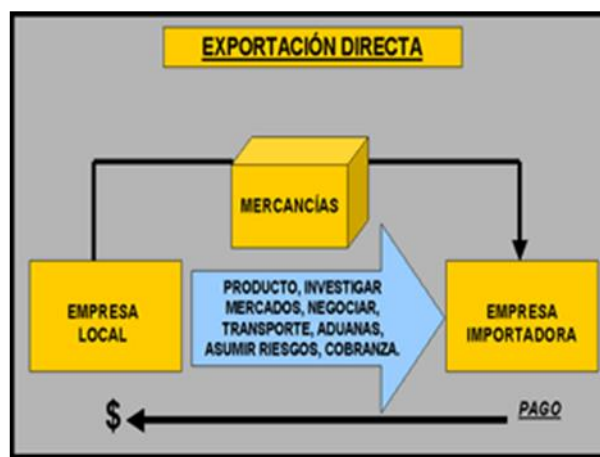 EXPORTACIÓN DIRECTA
MERCANCÍAS
EMPRESA
LOCAL
PRODUCTO, INVESTIGAR
MERCADOS, NEGOCIAR,
TRANSPORTE, ADUANAS,
ASUMIR RIESGOS, COBRANZA.
EMPRESA
IMPORTADORA
$
PAGO